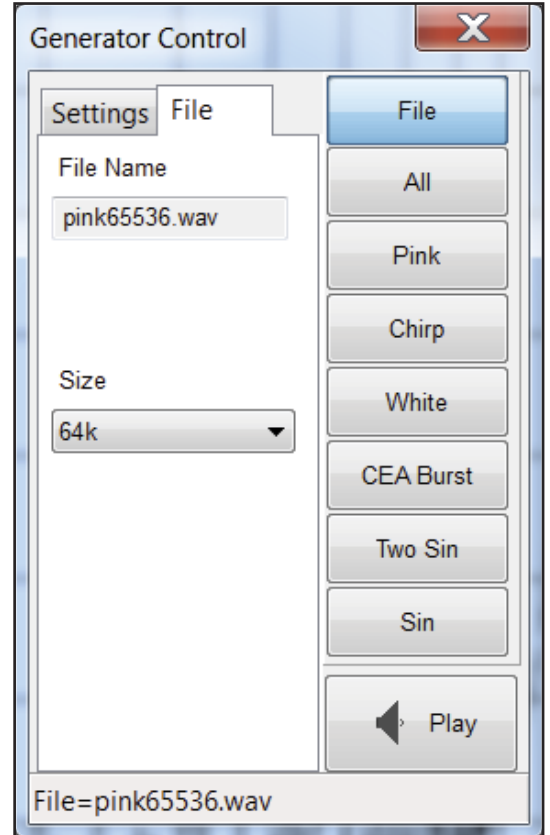 Generator Control
Settings
File
File Name
pink65536.wav
Size
64k
File
All
Pink
Chirp
White
CEA Burst
Two Sin
Sin
Play
File=pink65536.wav